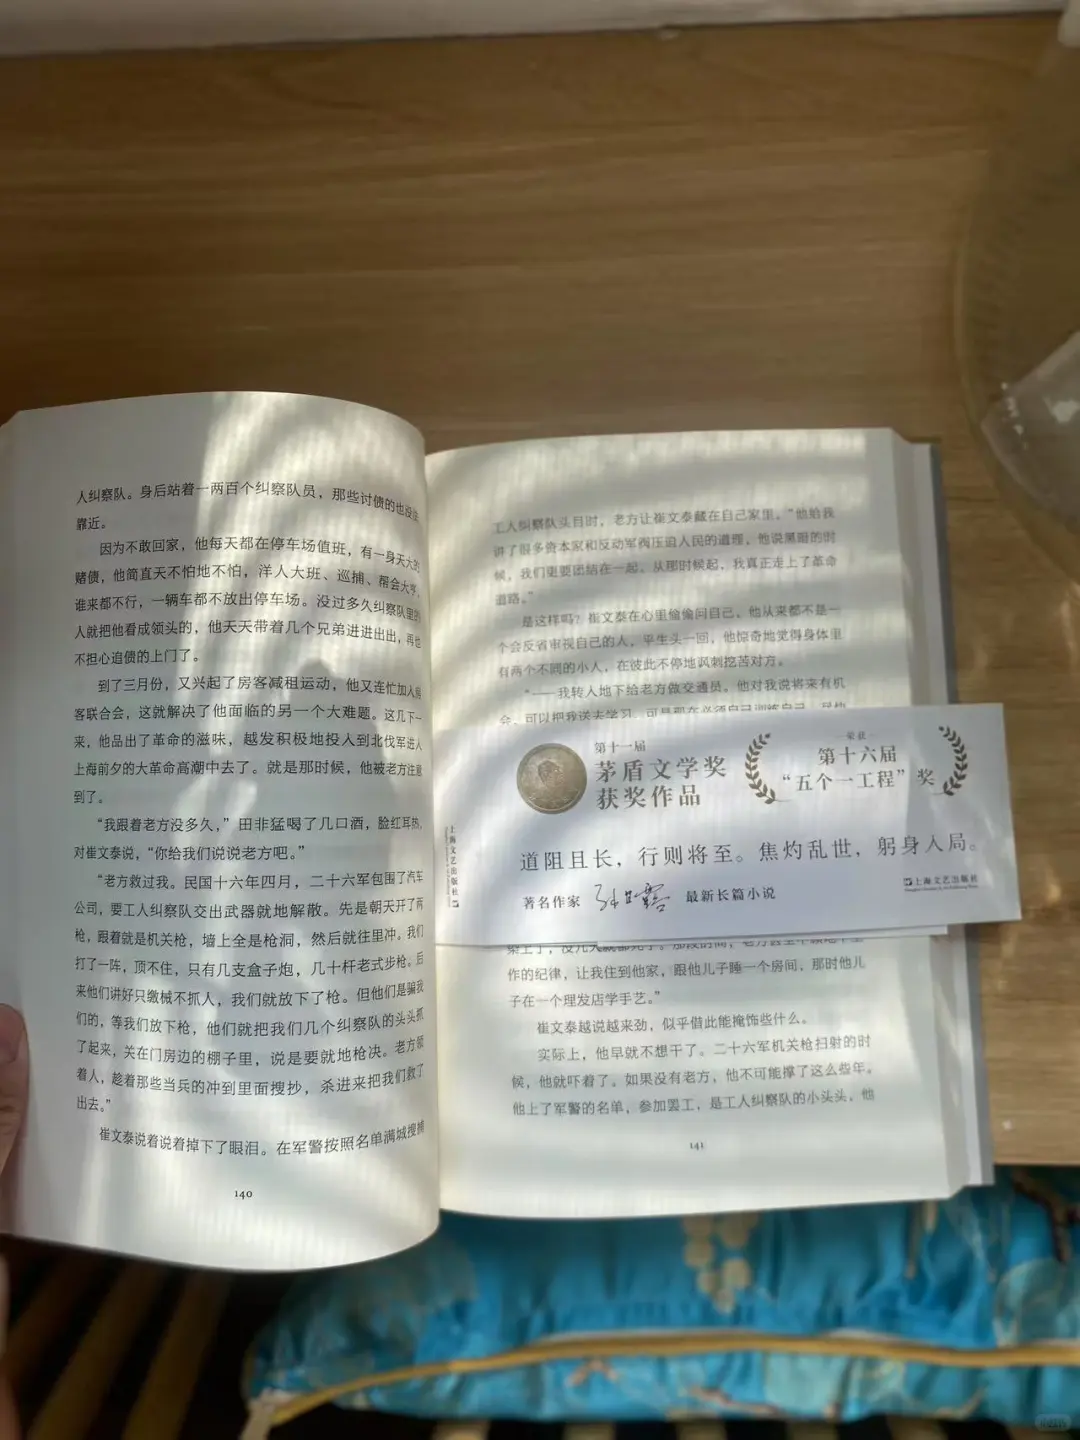 人纠察队。身后站着一两百个纠察队员，那些讨债的也没法
靠近。
因为不敢回家，他每天都在停车场值班，有一身天大的
赌债，他简直天不怕地不怕，洋人大班、巡捕、帮会大亨，
谁来都不行，一辆车都不放出停车场。没过多久纠察队里的
人就把他看成领头的，他天天带着几个兄弟进进出出，再也
不担心追债的上门了。
到了三月份，又兴起了房客减租运动，他又连忙加入房
客联合会，这就解决了他面临的另一个大难题。这几下一
来，他品出了革命的滋味，越发积极地投入到北伐军进入
上海前夕的大革命高潮中去了。就是那时候，他被老方注意
到了。
“我跟着老方没多久，”田非猛喝了几口酒，脸红耳热，
对崔文泰说，“你给我们说说老方吧。”
“老方救过我。民国十六年四月，二十六军包围了汽车
公司，要工人纠察队交出武器就地解散。先是朝天开了两
枪，跟着就是机关枪，墙上全是枪洞，然后就往里冲。我们
打了一阵，顶不住，只有几支盒子炮，几十杆老式步枪。后
来他们讲好只缴械不抓人，我们就放下了枪。但他们是骗我
们的，等我们放下枪，他们就把我们几个纠察队的头头抓
了起来，关在门房边的棚子里，说是要就地枪决。老方领
着人，趁着那些当兵的冲到里面搜抄，杀进来把我们救了
出去。”
崔文泰说着说着掉下了眼泪。在军警按照名单满城搜捕
140
工人纠察队头目时，老方让崔文泰藏在自己家里。“他给我
讲了很多资本家和反动军阀压迫人民的道理，他说黑暗的时
候，我们更要团结在一起。从那时候起，我真正走上了革命
道路。”
是这样吗？崔文泰在心里偷偷问自己。他从来都不是一
个会反省审视自己的人，平生头一回，他惊奇地觉得身体里
有两个不同的小人，在彼此不停地讽刺挖苦对方。
“——我转入地下给老方做交通员。他对我说将来有机
会，可以把我送去学习，可是现在必须自己训练自己，尽快
第十一届
茅盾文学奖
获奖作品
荣获
第十六届
“五个一工程”奖
道阻且长，行则将至。焦灼乱世，躬身入局。
著名作家 孙甘露 最新长篇小说
上海文艺出版社
上海文艺出版社
作的纪律，让我住到他家，跟他儿子睡一个房间，那时他儿
子在一个理发店学手艺。”
崔文泰越说越来劲，似乎借此能掩饰些什么。
实际上，他早就不想干了。二十六军机关枪扫射的时
候，他就吓着了。如果没有老方，他不可能撑了这么些年。
他上了军警的名单，参加罢工，是工人纠察队的小头头，他
141